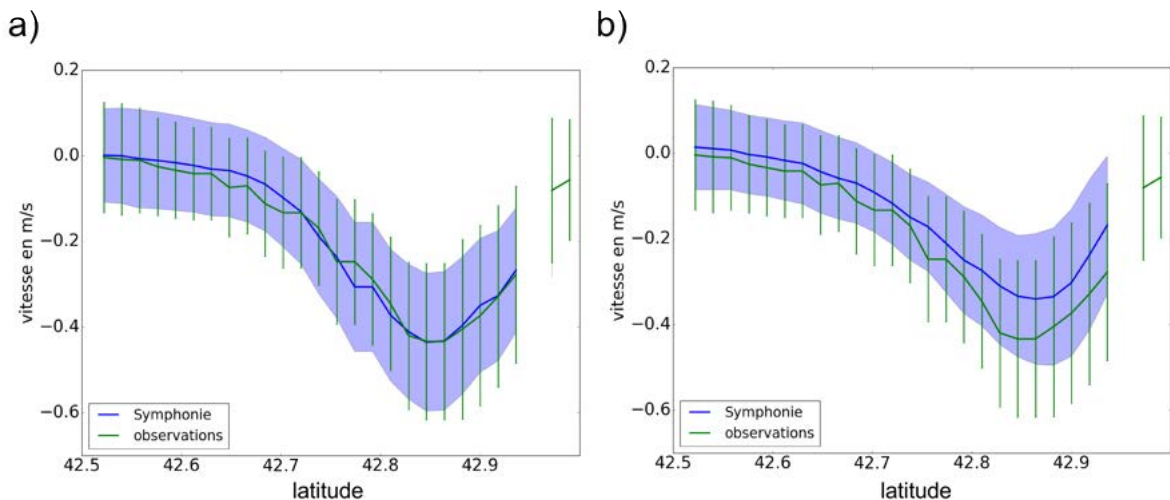 a)
0.2
0.0
−0.2
−0.4
−0.6
vitesse en m/s
Symphonie
observations
42.5 42.6 42.7 42.8 42.9
latitude
b)
0.2
0.0
−0.2
−0.4
−0.6
vitesse en m/s
Symphonie
observations
42.5 42.6 42.7 42.8 42.9
latitude